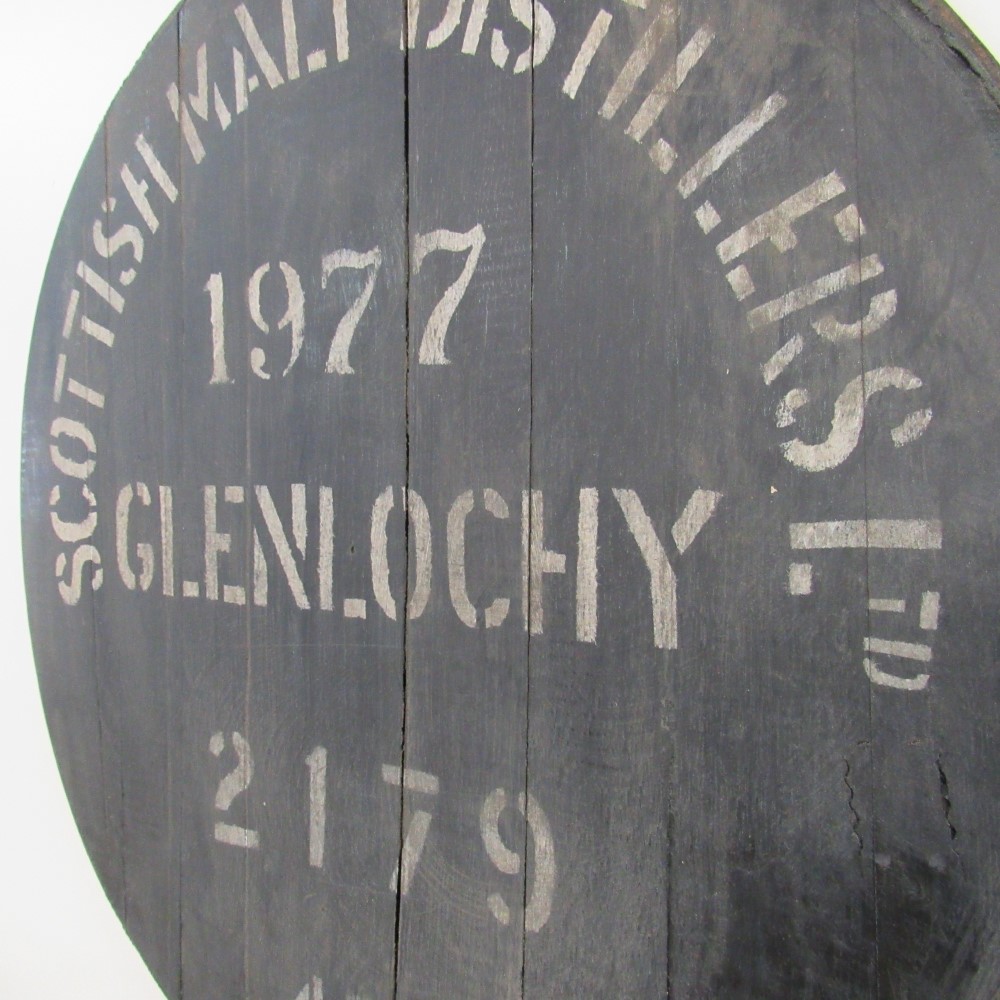 SCOTTISH MALT DISTILLERS LTD
1977
GLENLOCHY
2179